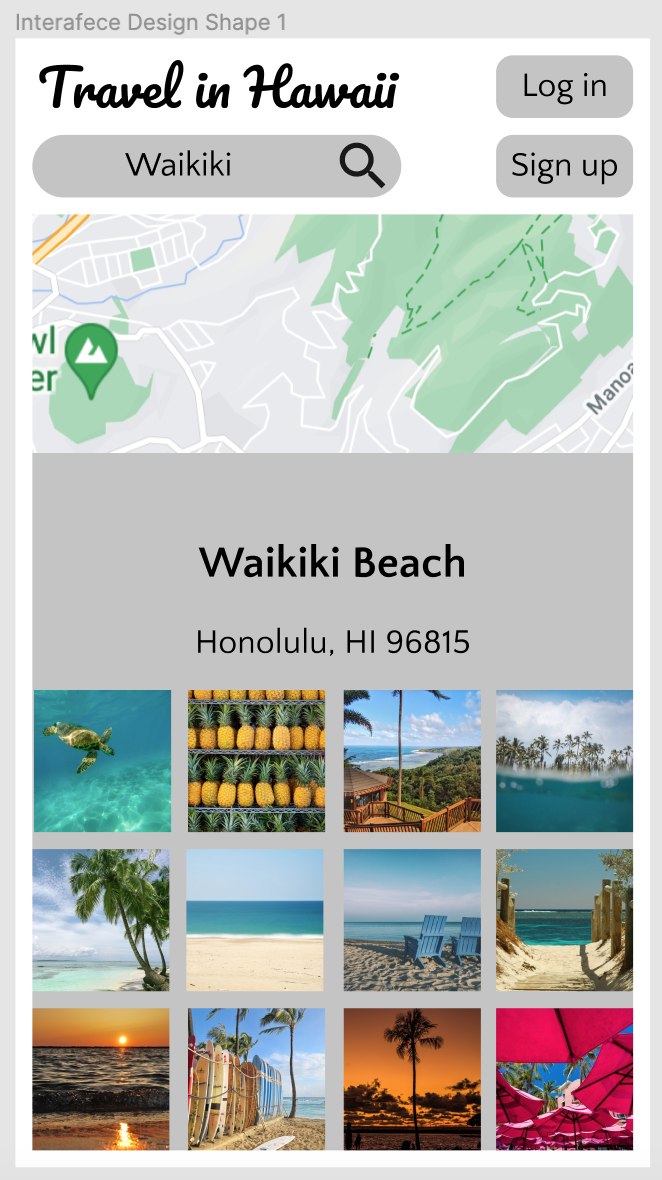 Interafece Design Shape 1
Travel in Hawaii
Log in
Waikiki
Sign up
wl
er
Manoa
Waikiki Beach
Honolulu, HI 96815